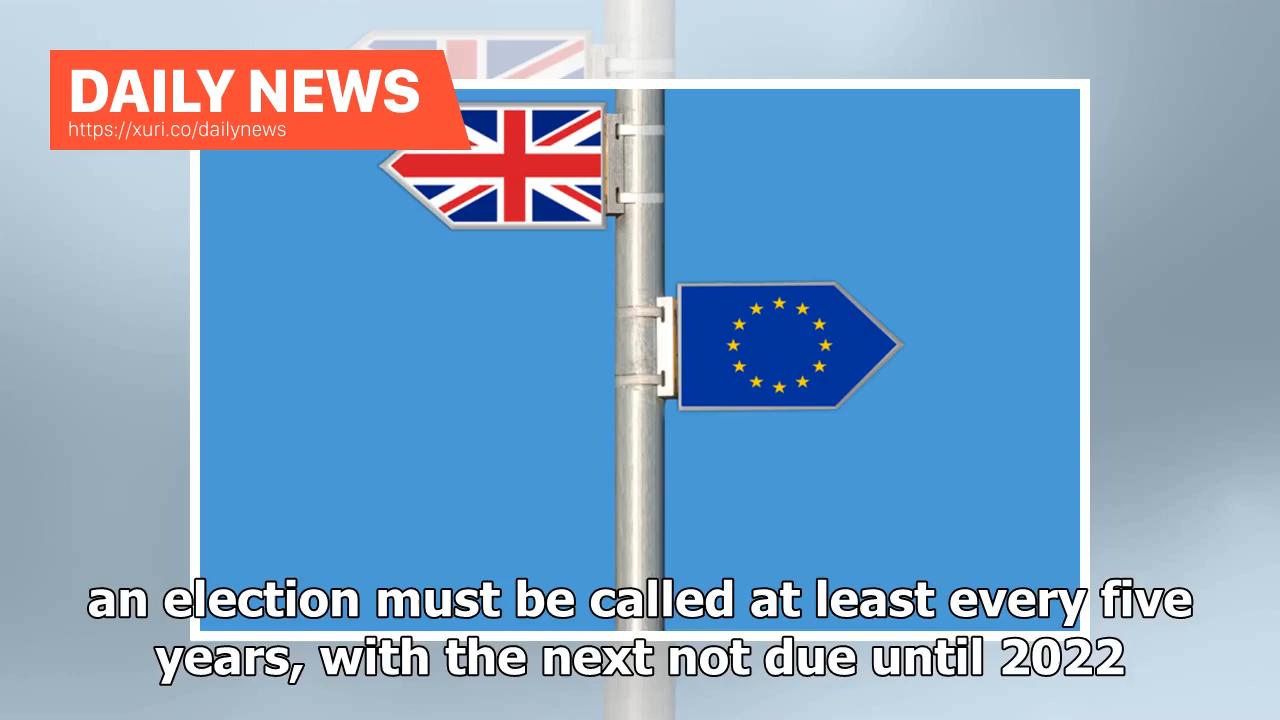 DAILY NEWS
https://xuri.co/dailynews
an election must be called at least every five
years, with the next not due until 2022